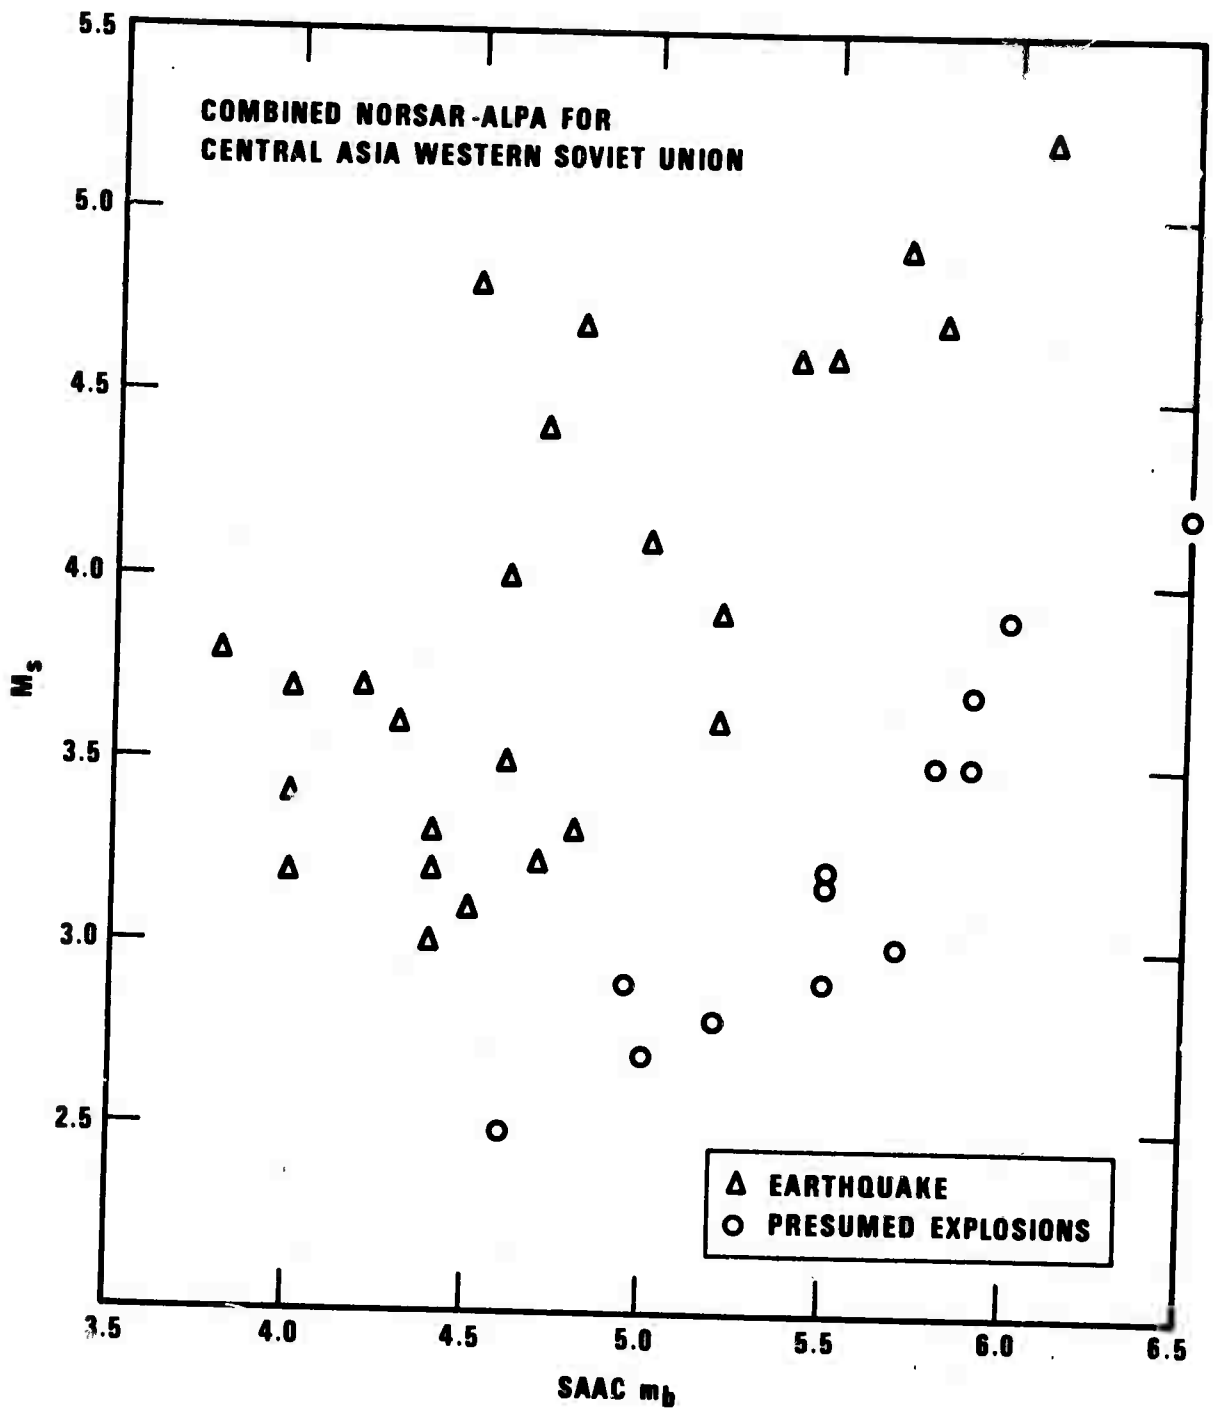 COMBINED NORSAR-ALPA FOR
CENTRAL ASIA WESTERN SOVIET UNION
5.5
5.0
4.5
4.0
3.5
3.0
2.5
Ms
EARTHQUAKE
PRESUMED EXPLOSIONS
3.5 4.0 4.5 5.0 5.5 6.0 6.5
SAAC mb